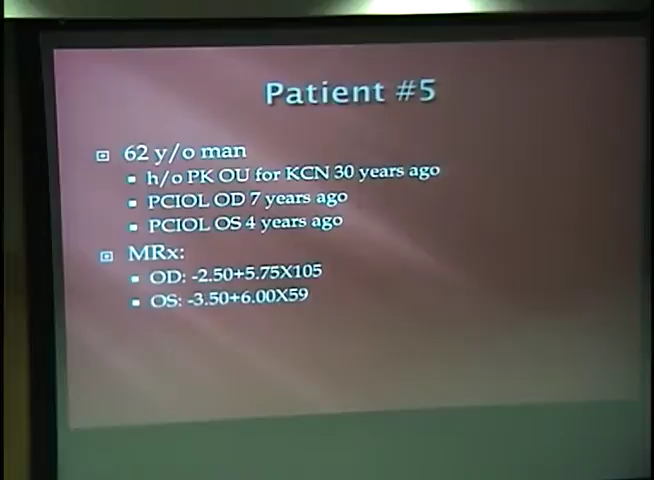 Patient #5
62 y/o man
h/o PK OU for KCN 30 years ago
PCIOL OD 7 years ago
PCIOL OS 4 years ago
MRx:
OD: -2.50+5.75X105
OS: -3.50+6.00X59